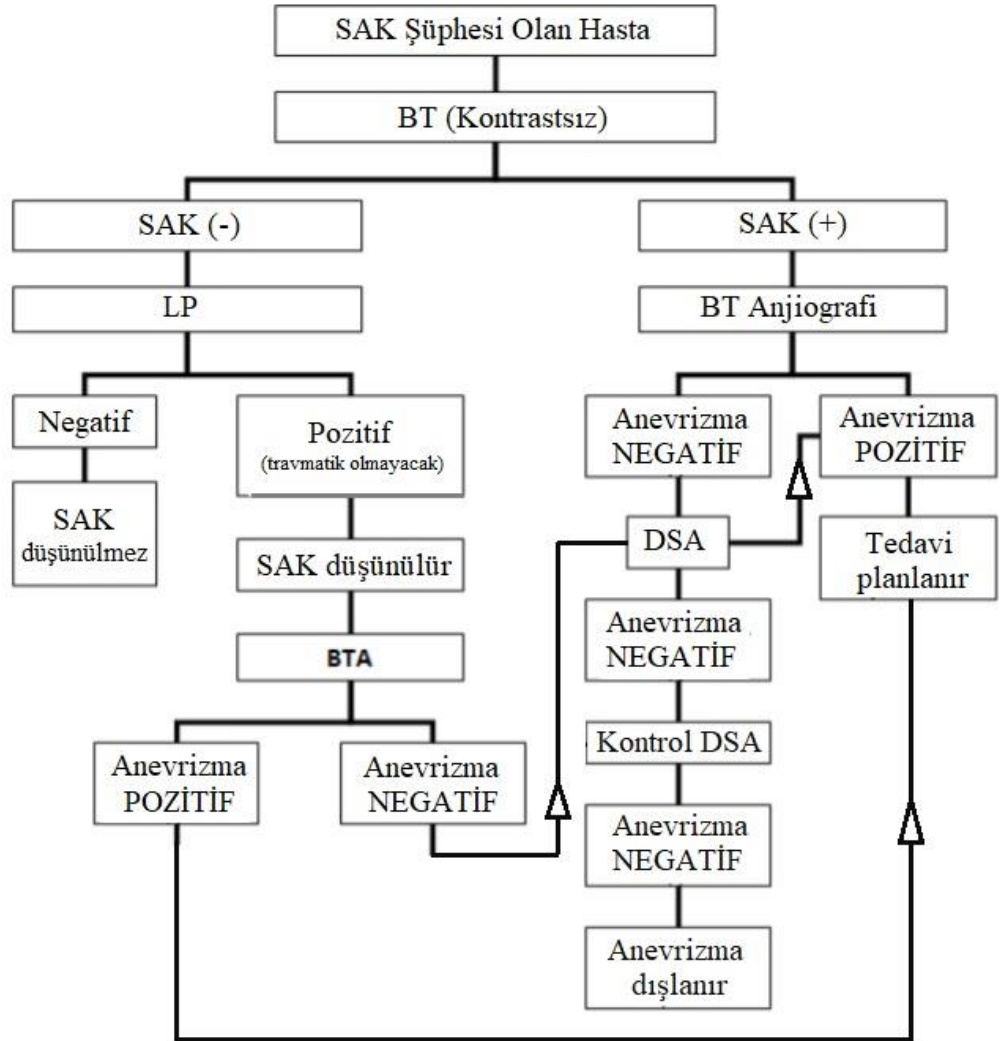 SAK Şüphesi Olan Hasta
BT (Kontrastsız)
SAK (-)
SAK (+)
LP
BT Anjiografi
Negatif
Pozitif
(travmatik olmayacak)
Anevrizma
NEGATİF
Anevrizma
POZİTİF
SAK
düşünülmez
SAK düşünülür
DSA
Tedavi
planlanır
BTA
Anevrizma
NEGATİF
Anevrizma
POZİTİF
Anevrizma
NEGATİF
Kontrol DSA
Anevrizma
NEGATİF
Anevrizma
dışlanır